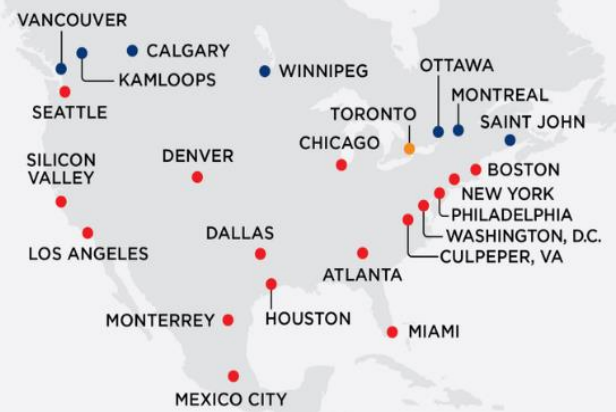 VANCOUVER
CALGARY
KAMLOOPS
WINNIPEG
OTTAWA
MONTREAL
SEATTLE
TORONTO
SAINT JOHN
CHICAGO
SILICON
VALLEY
DENVER
BOSTON
NEW YORK
PHILADELPHIA
WASHINGTON, D.C.
CULPEPER, VA
LOS ANGELES
DALLAS
ATLANTA
MONTERREY
HOUSTON
MIAMI
MEXICO CITY